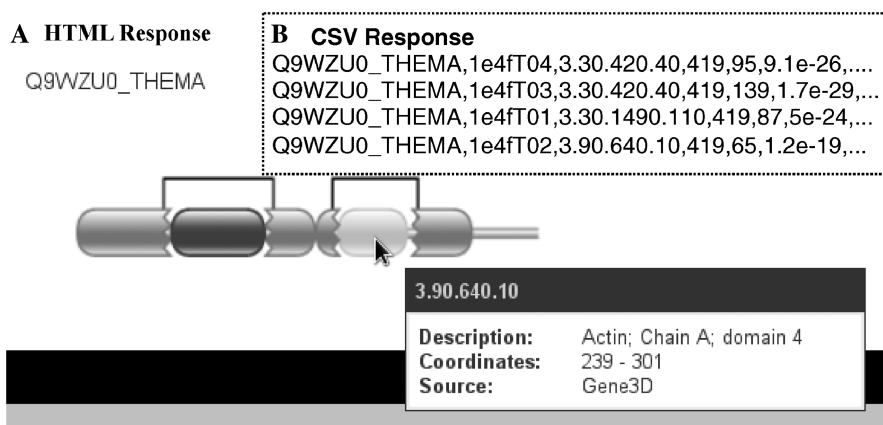 A HTML Response
Q9WZU0_THEMA
B CSV Response
Q9WZU0_THEMA,1e4fT04,3.30.420.40,419,95,9.1e-26,....
Q9WZU0_THEMA,1e4fT03,3.30.420.40,419,139,1.7e-29,...
Q9WZU0_THEMA,1e4fT01,3.30.1490.110,419,87,5e-24,...
Q9WZU0_THEMA,1e4fT02,3.90.640.10,419,65,1.2e-19,...
3.90.640.10
Description: Actin; Chain A; domain 4
Coordinates: 239 - 301
Source: Gene3D